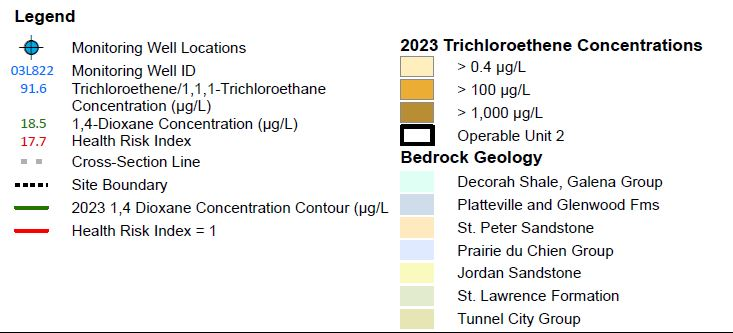 Legend
Monitoring Well Locations
03L822 Monitoring Well ID
91.6 Trichloroethene/1,1,1-Trichloroethane
Concentration (µg/L)
18.5 1,4-Dioxane Concentration (µg/L)
17.7 Health Risk Index
Cross-Section Line
Site Boundary
2023 1,4 Dioxane Concentration Contour (µg/L
Health Risk Index = 1
2023 Trichloroethene Concentrations
> 0.4 µg/L
> 100 µg/L
> 1,000 µg/L
Operable Unit 2
Bedrock Geology
Decorah Shale, Galena Group
Platteville and Glenwood Fms
St. Peter Sandstone
Prairie du Chien Group
Jordan Sandstone
St. Lawrence Formation
Tunnel City Group